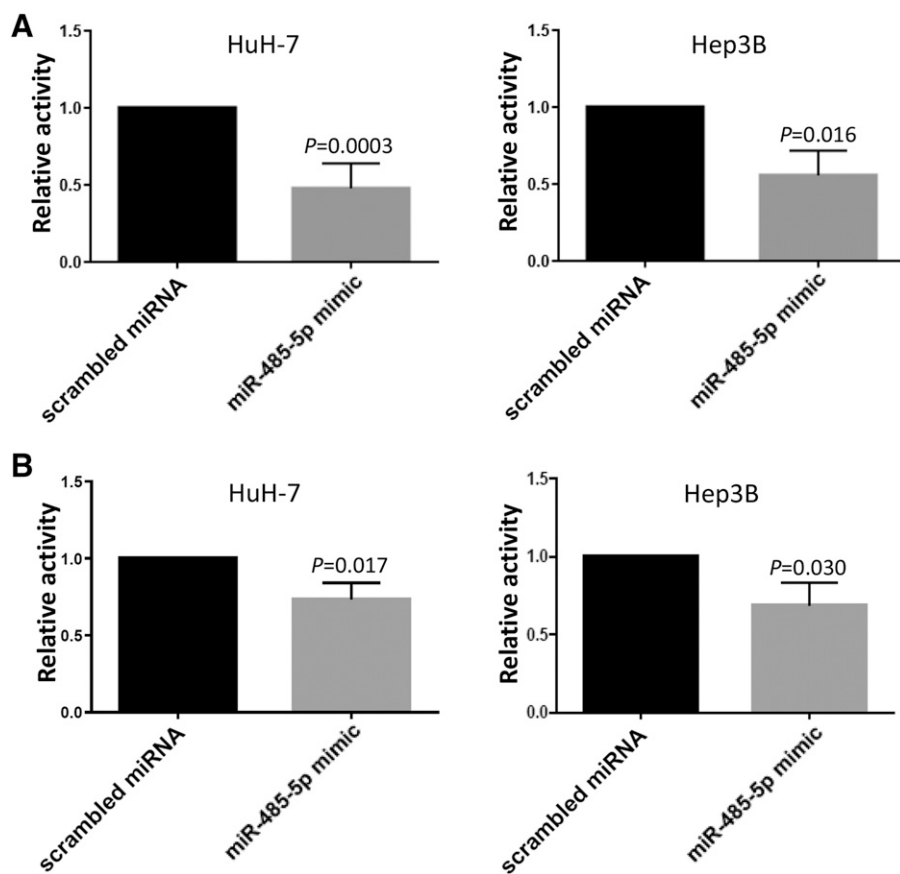 A
HuH-7
Relative activity
1.5
1.0
0.5
0.0
P=0.0003
scrambled miRNA
miR-485-5p mimic
Hep3B
Relative activity
1.5
1.0
0.5
0.0
P=0.016
scrambled miRNA
miR-485-5p mimic
B
HuH-7
Relative activity
1.5
1.0
0.5
0.0
P=0.017
scrambled miRNA
miR-485-5p mimic
Hep3B
Relative activity
1.5
1.0
0.5
0.0
P=0.030
scrambled miRNA
miR-485-5p mimic